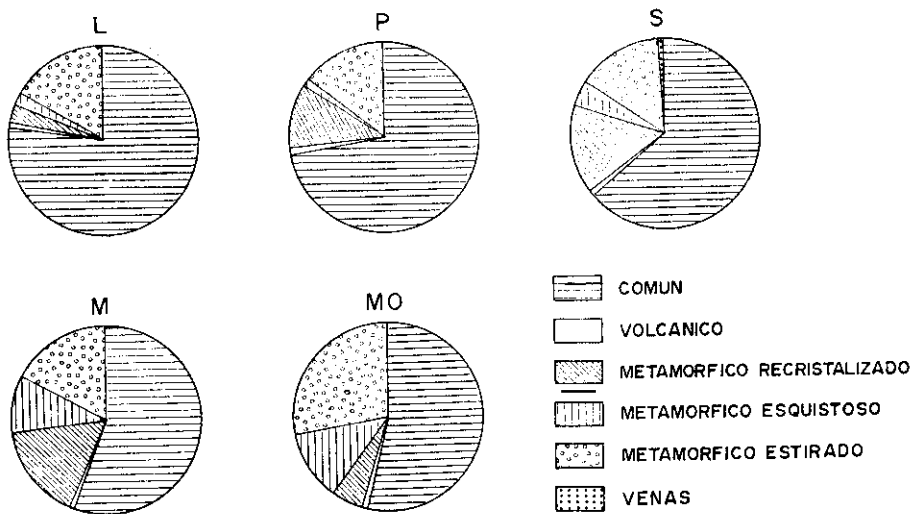 L
P
S
M
MO
COMUN
VOLCANICO
METAMORFICO RECRISTALIZADO
METAMORFICO ESQUISTOSO
METAMORFICO ESTIRADO
VENAS